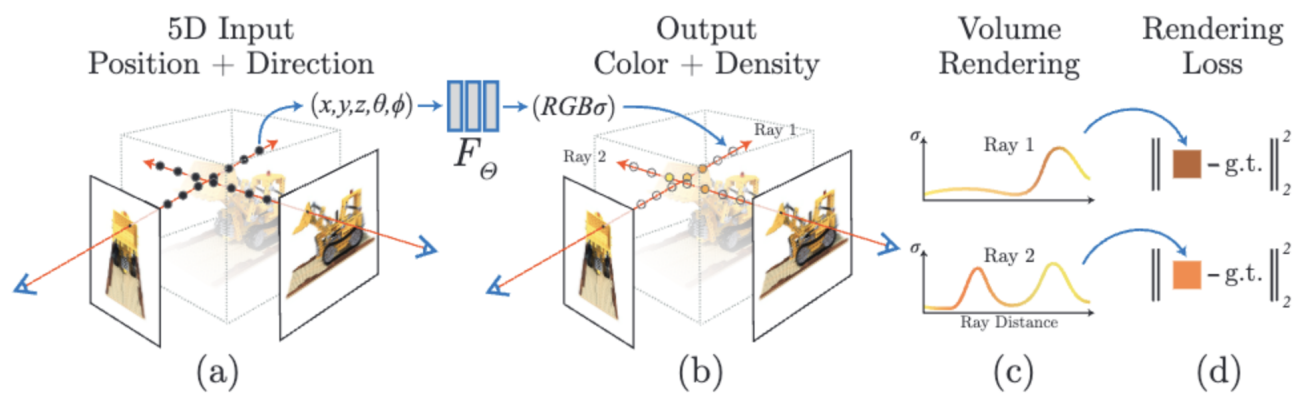 5D Input
Position + Direction
Output
Color + Density
Volume
Rendering
Rendering
Loss
(x,y,z,θ,ϕ)
F_Θ
(RGBσ)
Ray 1
Ray 2
σ
Ray 1
‖ - g.t. ‖²₂
σ
Ray 2
Ray Distance
‖ - g.t. ‖²₂
(a)
(b)
(c)
(d)